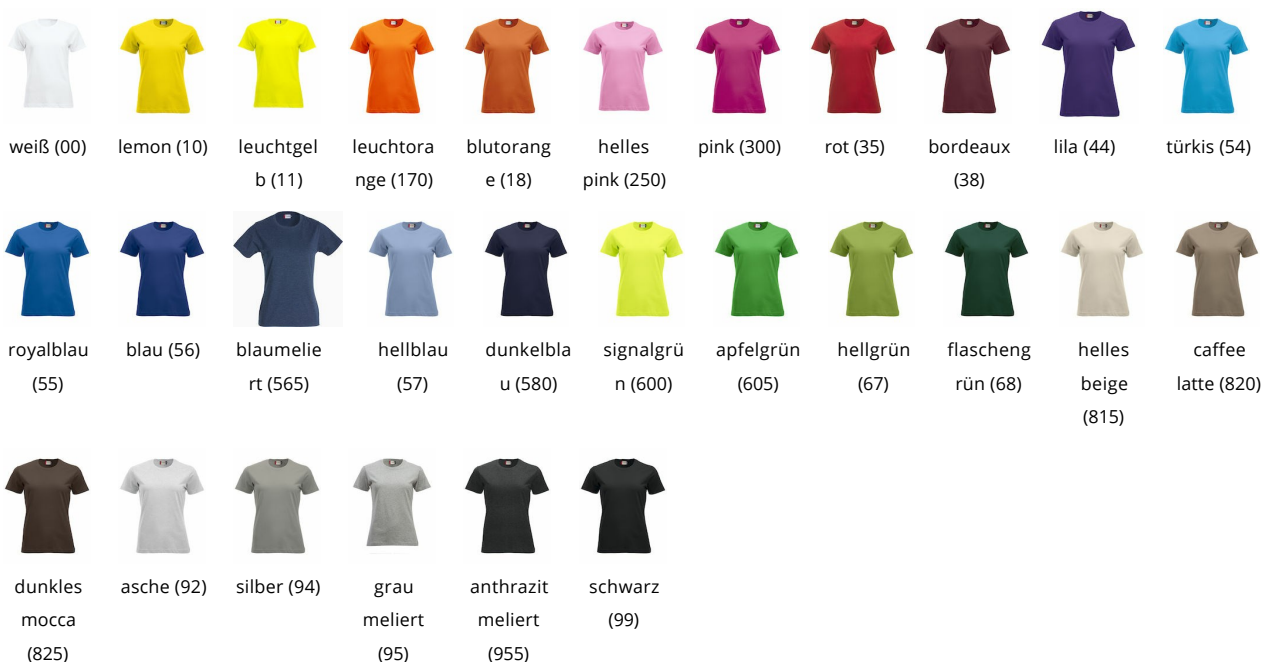 weiß (00)
lemon (10)
leuchtgel
b (11)
leuchtora
nge (170)
blutorang
e (18)
helles
pink (250)
pink (300)
rot (35)
bordeaux
(38)
lila (44)
türkis (54)
royalblau
(55)
blau (56)
blaumelie
rt (565)
hellblau
(57)
dunkelbla
u (580)
signalgrü
n (600)
apfelgrün
(605)
hellgrün
(67)
flascheng
rün (68)
helles
beige
(815)
caffee
latte (820)
dunkles
mocca
(825)
asche (92)
silber (94)
grau
meliert
(95)
anthrazit
meliert
(955)
schwarz
(99)